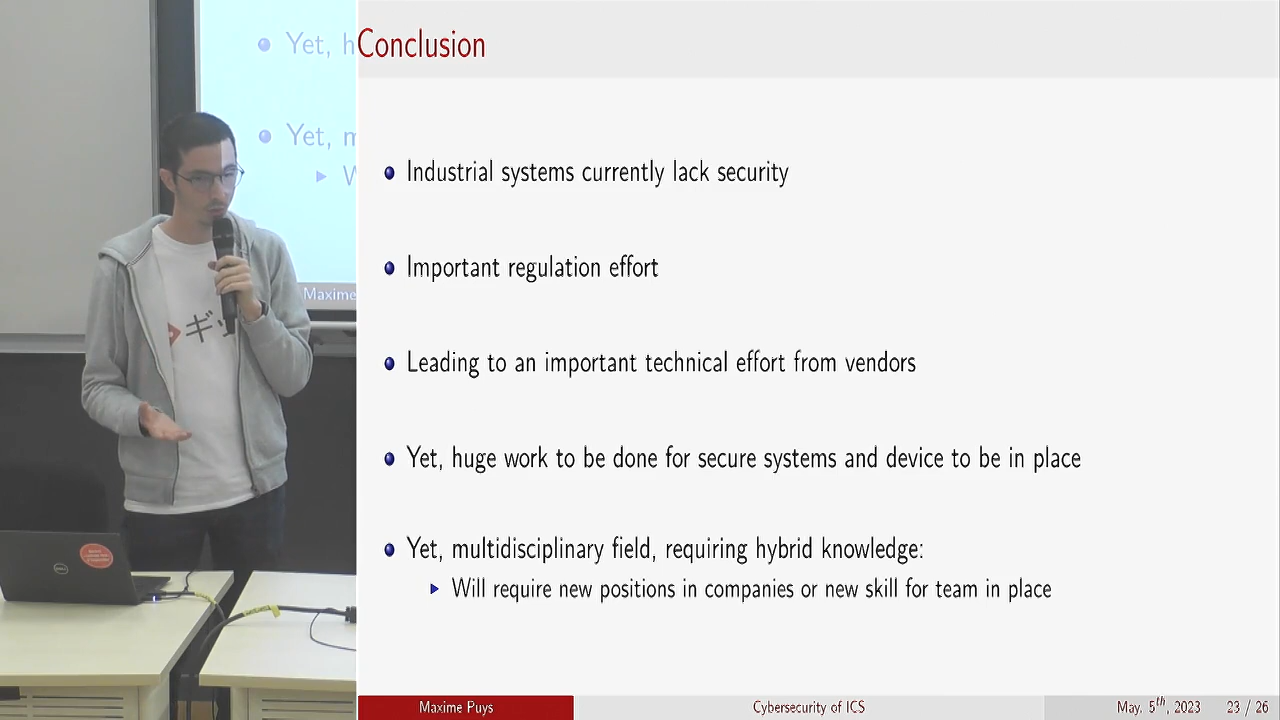 Conclusion
Industrial systems currently lack security
Important regulation effort
Leading to an important technical effort from vendors
Yet, huge work to be done for secure systems and device to be in place
Yet, multidisciplinary field, requiring hybrid knowledge:
Will require new positions in companies or new skill for team in place
Maxime Puys
Cybersecurity of ICS
May. 5th, 2023 23 / 26
Yet, h
Yet, m
W
Maxime
ギ
DELL